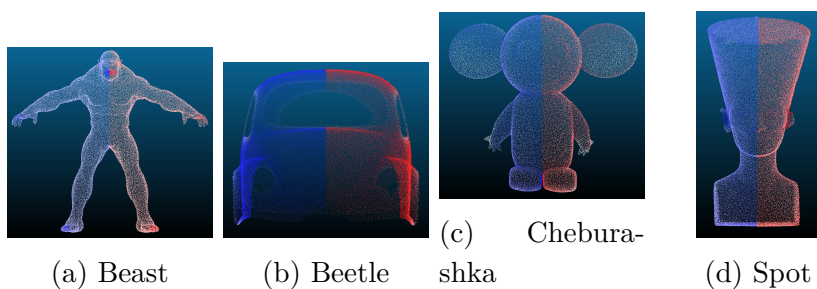 (a) Beast
(b) Beetle
(c) Chebura-
shka
(d) Spot